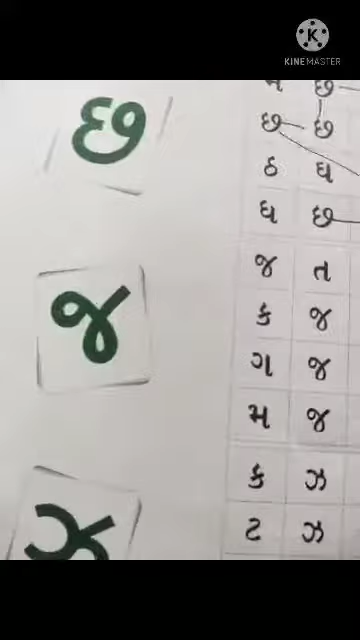 KINEMASTER
છ
છ છ
ઠ ઘ
ધ છ
જ
જ ત
ક જ
ગ જ
મ જ
ઝ
ક ઝ
ટ ઝ